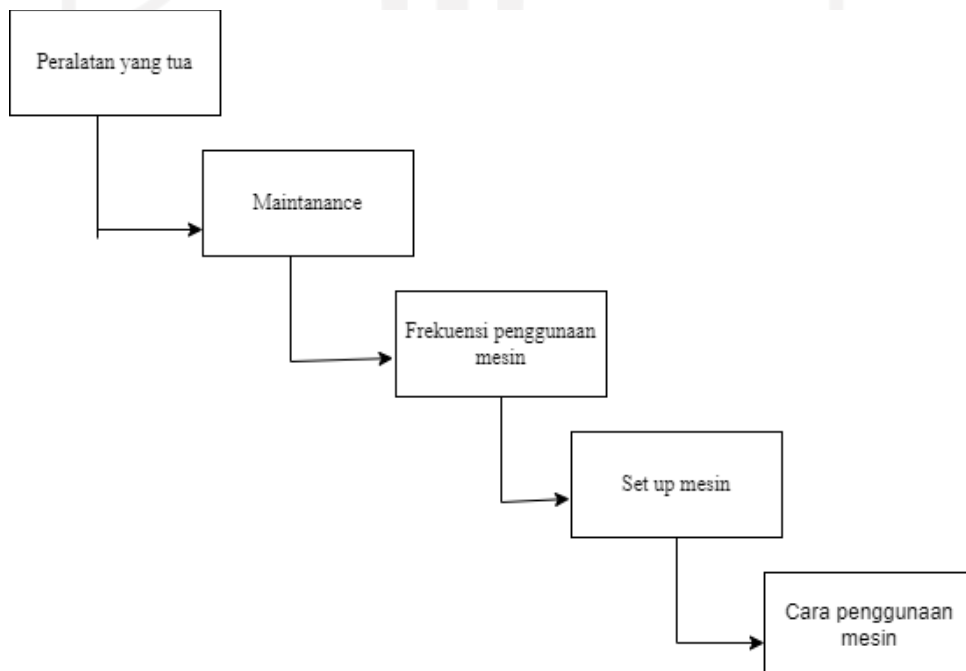 Peralatan yang tua
Maintanance
Frekuensi penggunaan
mesin
Set up mesin
Cara penggunaan
mesin